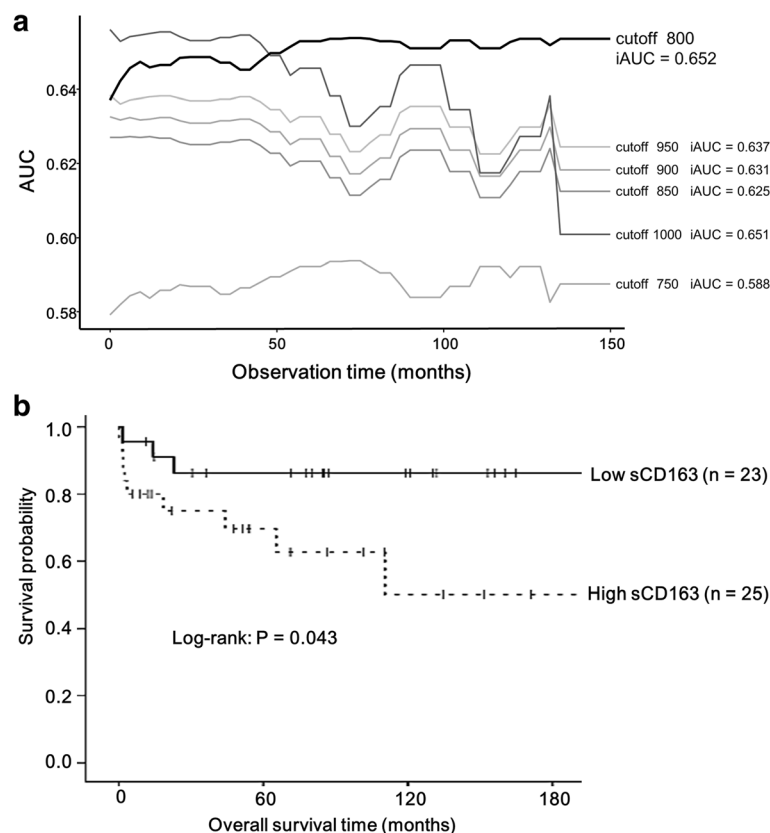 a
cutoff 800
iAUC = 0.652
0.64
cutoff 950 iAUC = 0.637
0.62
cutoff 900 iAUC = 0.631
cutoff 850 iAUC = 0.625
AUC
0.60
cutoff 1000 iAUC = 0.651
cutoff 750 iAUC = 0.588
0.58
0 50 100 150
Observation time (months)
b
1.0
Low sCD163 (n = 23)
0.8
Survival probability
0.6
High sCD163 (n = 25)
0.4
Log-rank: P = 0.043
0.2
0.0
0 60 120 180
Overall survival time (months)